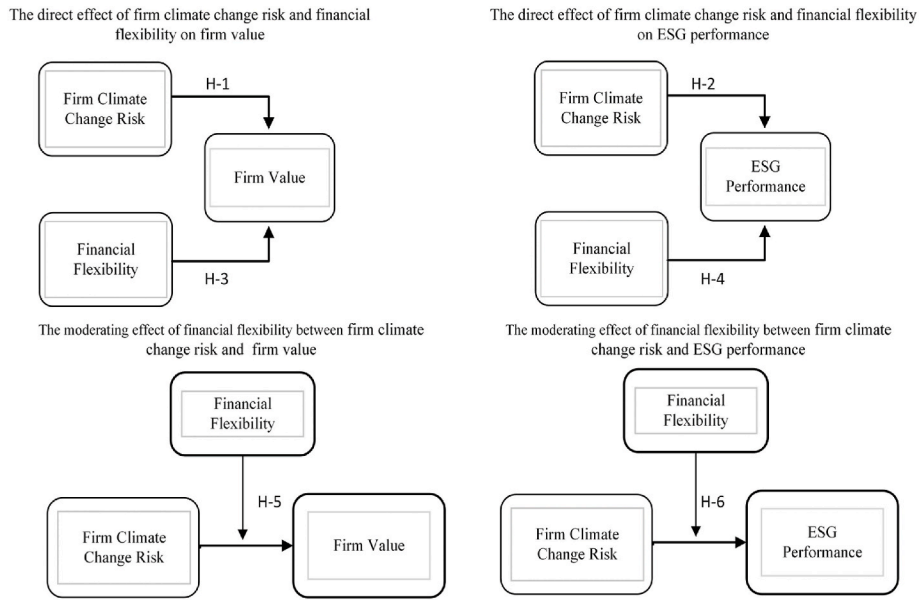 The direct effect of firm climate change risk and financial
flexibility on firm value
Firm Climate
Change Risk
H-1
Firm Value
Financial
Flexibility
H-3
The direct effect of firm climate change risk and financial flexibility
on ESG performance
Firm Climate
Change Risk
H-2
ESG
Performance
Financial
Flexibility
H-4
The moderating effect of financial flexibility between firm climate
change risk and firm value
Financial
Flexibility
H-5
Firm Climate
Change Risk
Firm Value
The moderating effect of financial flexibility between firm climate
change risk and ESG performance
Financial
Flexibility
H-6
Firm Climate
Change Risk
ESG
Performance